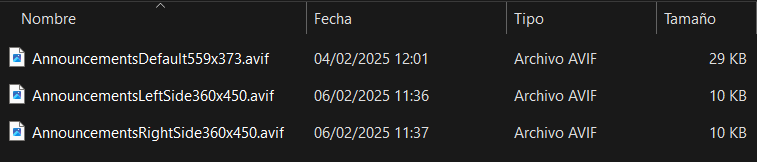 Nombre Fecha Tipo Tamaño
AnnouncementsDefault559x373.avif 04/02/2025 12:01 Archivo AVIF 29 KB
AnnouncementsLeftSide360x450.avif 06/02/2025 11:36 Archivo AVIF 10 KB
AnnouncementsRightSide360x450.avif 06/02/2025 11:37 Archivo AVIF 10 KB